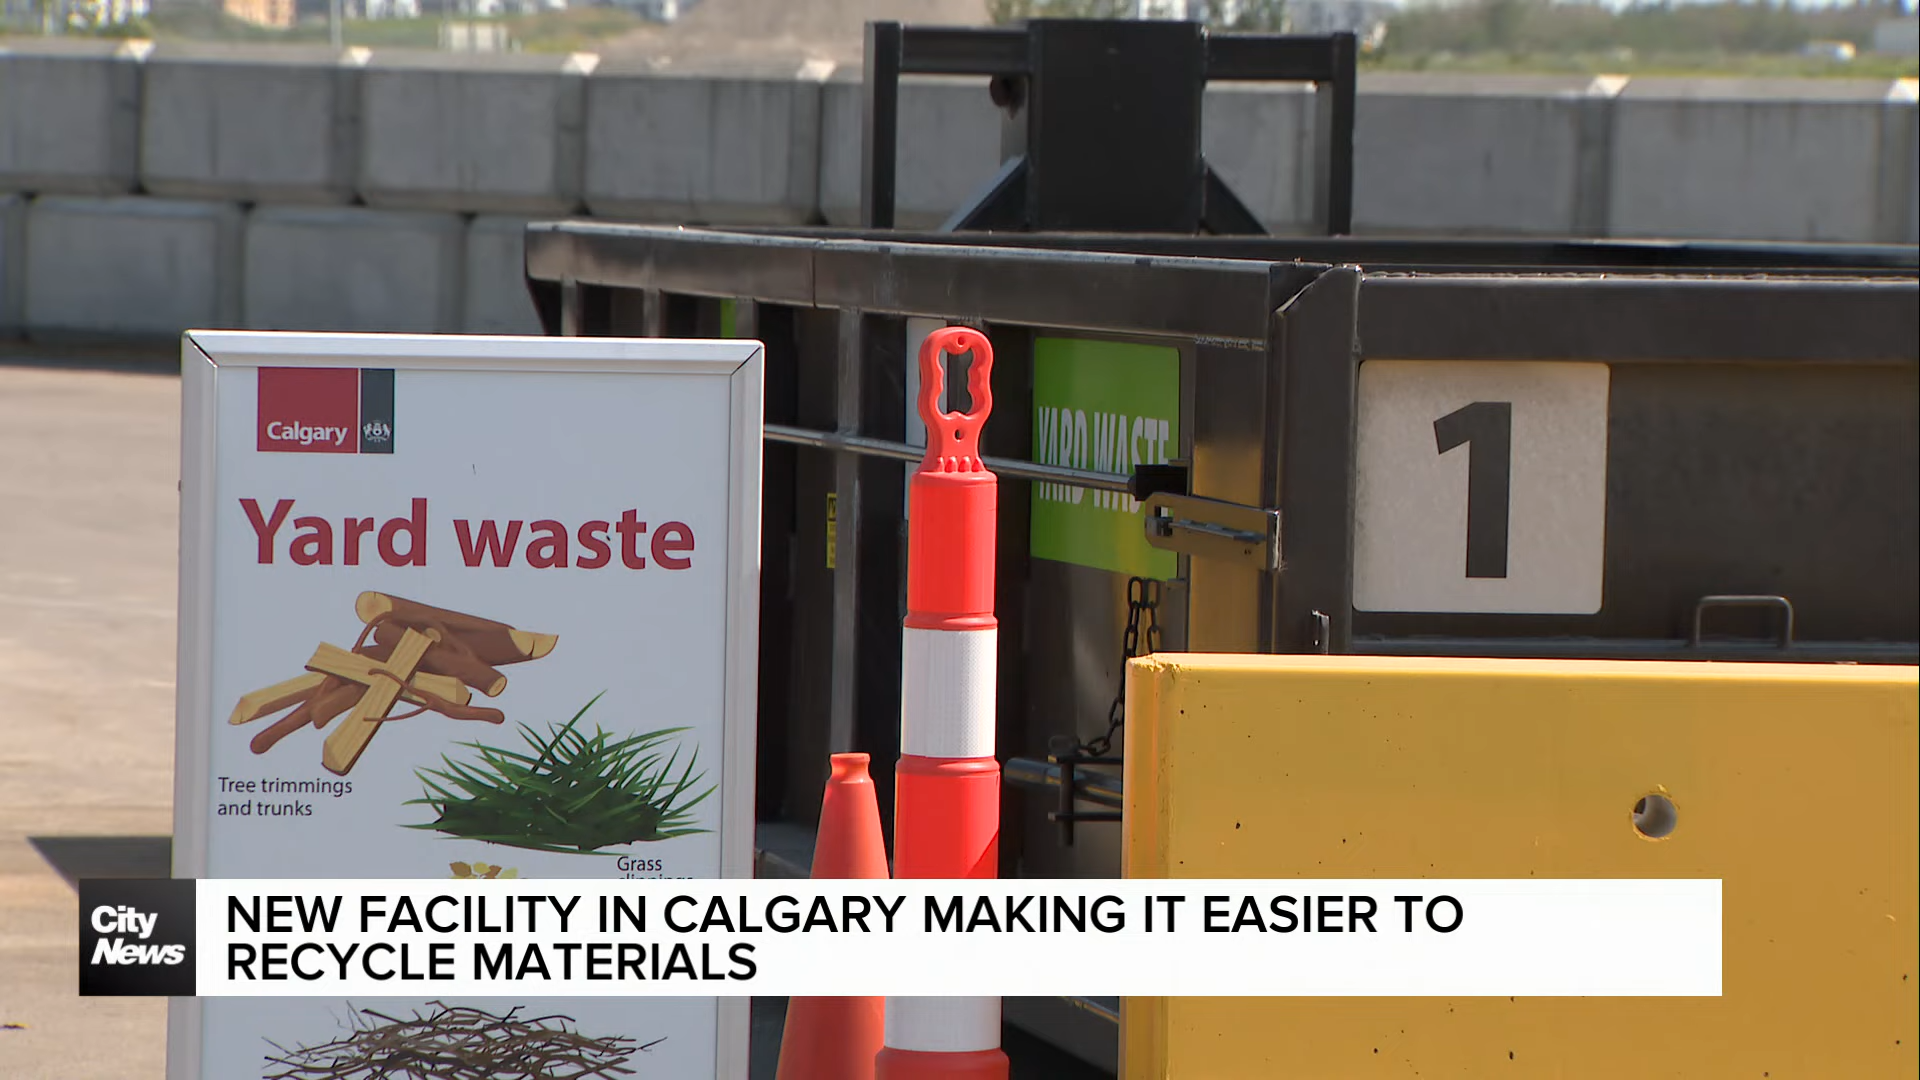 Calgary
Yard waste
Tree trimmings
and trunks
Grass
clippings
YARD WASTE
1
City
News
NEW FACILITY IN CALGARY MAKING IT EASIER TO
RECYCLE MATERIALS